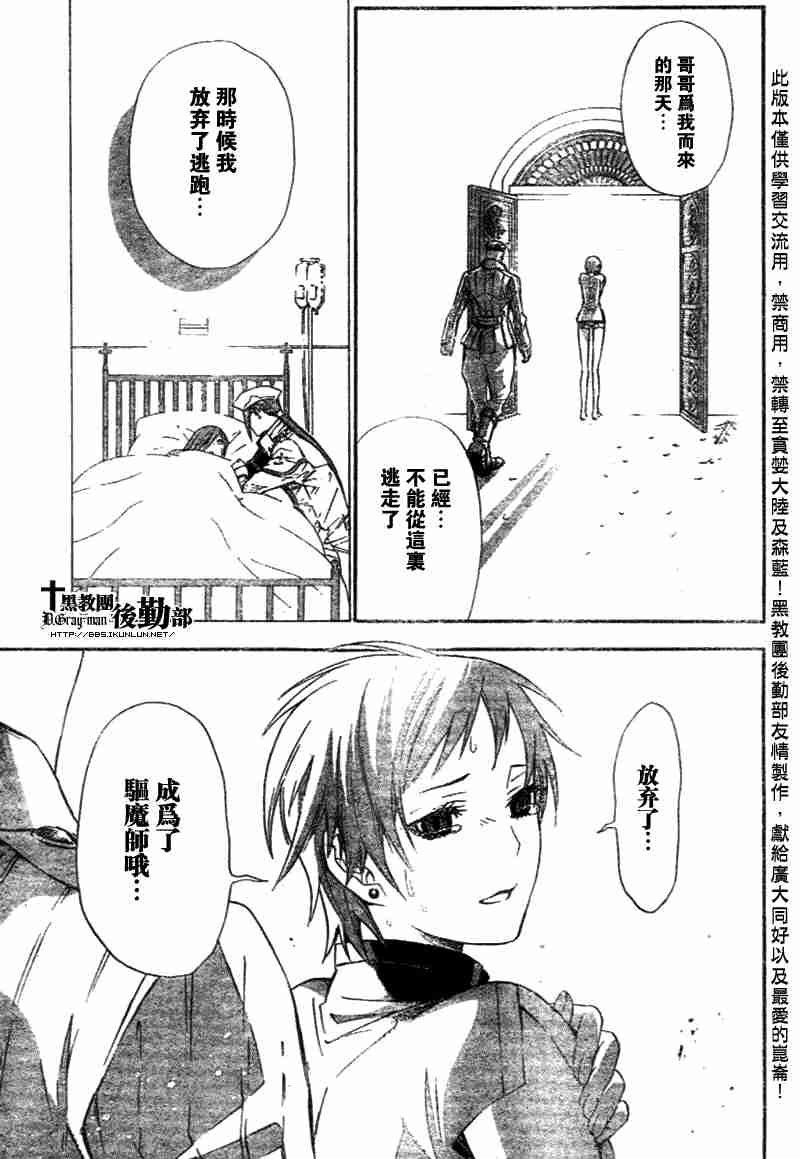 哥哥爲我而來
的那天…
已經…
不能從這裏
逃走了
那時候我
放弃了逃跑…
黑教團
D.Gray-man
後勤部
HTTP://BBS.IKUNLUN.NET/
放弃了…
成爲了
驅魔師哦…
此版本僅供學習交流用，禁商用，禁轉至貪婪大陸及森藍！黑教團後勤部友情製作，獻給廣大同好以及最愛的崑崙！